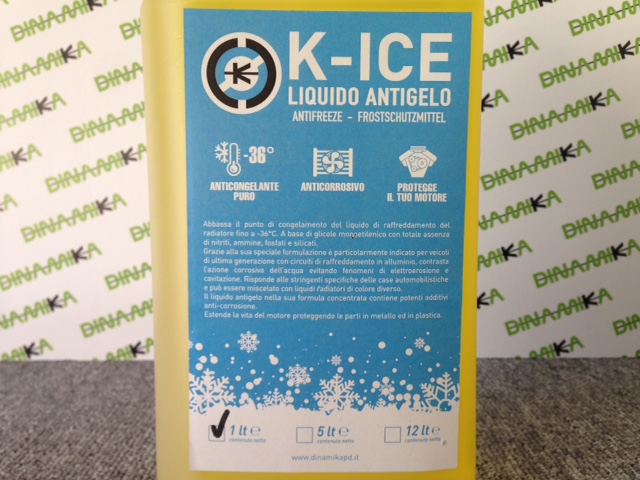 K-ICE
LIQUIDO ANTIGELO
ANTIFREEZE - FROSTSCHUTZMITTEL
-36°
ANTICONGELANTE
PURO
ANTICORROSIVO
PROTEGGE
IL TUO MOTORE
Abbassa il punto di congelamento del liquido di raffreddamento del
radiatore fino a -36°C. A base di glicole monoetilenico con totale assenza
di nitriti, ammine, fosfati e silicati.
Grazie alla sua speciale formulazione è particolarmente indicato per veicoli
di ultima generazione con circuiti di raffreddamento in alluminio, contrasta
l'azione corrosiva dell'acqua evitando fenomeni di elettroerosione e
cavitazione. Risponde alle stringenti specifiche delle case automobilistiche
e può essere miscelato con liquidi radiatori di colore diverso.
Il liquido antigelo nella sua formula concentrata contiene potenti additivi
anti-corrosione.
Estende la vita del motore proteggendo le parti in metallo ed in plastica.
1 lt e
contenuto netto
5 lt e
contenuto netto
12 lt e
contenuto netto
www.dinamikapd.it
DINAMIKA